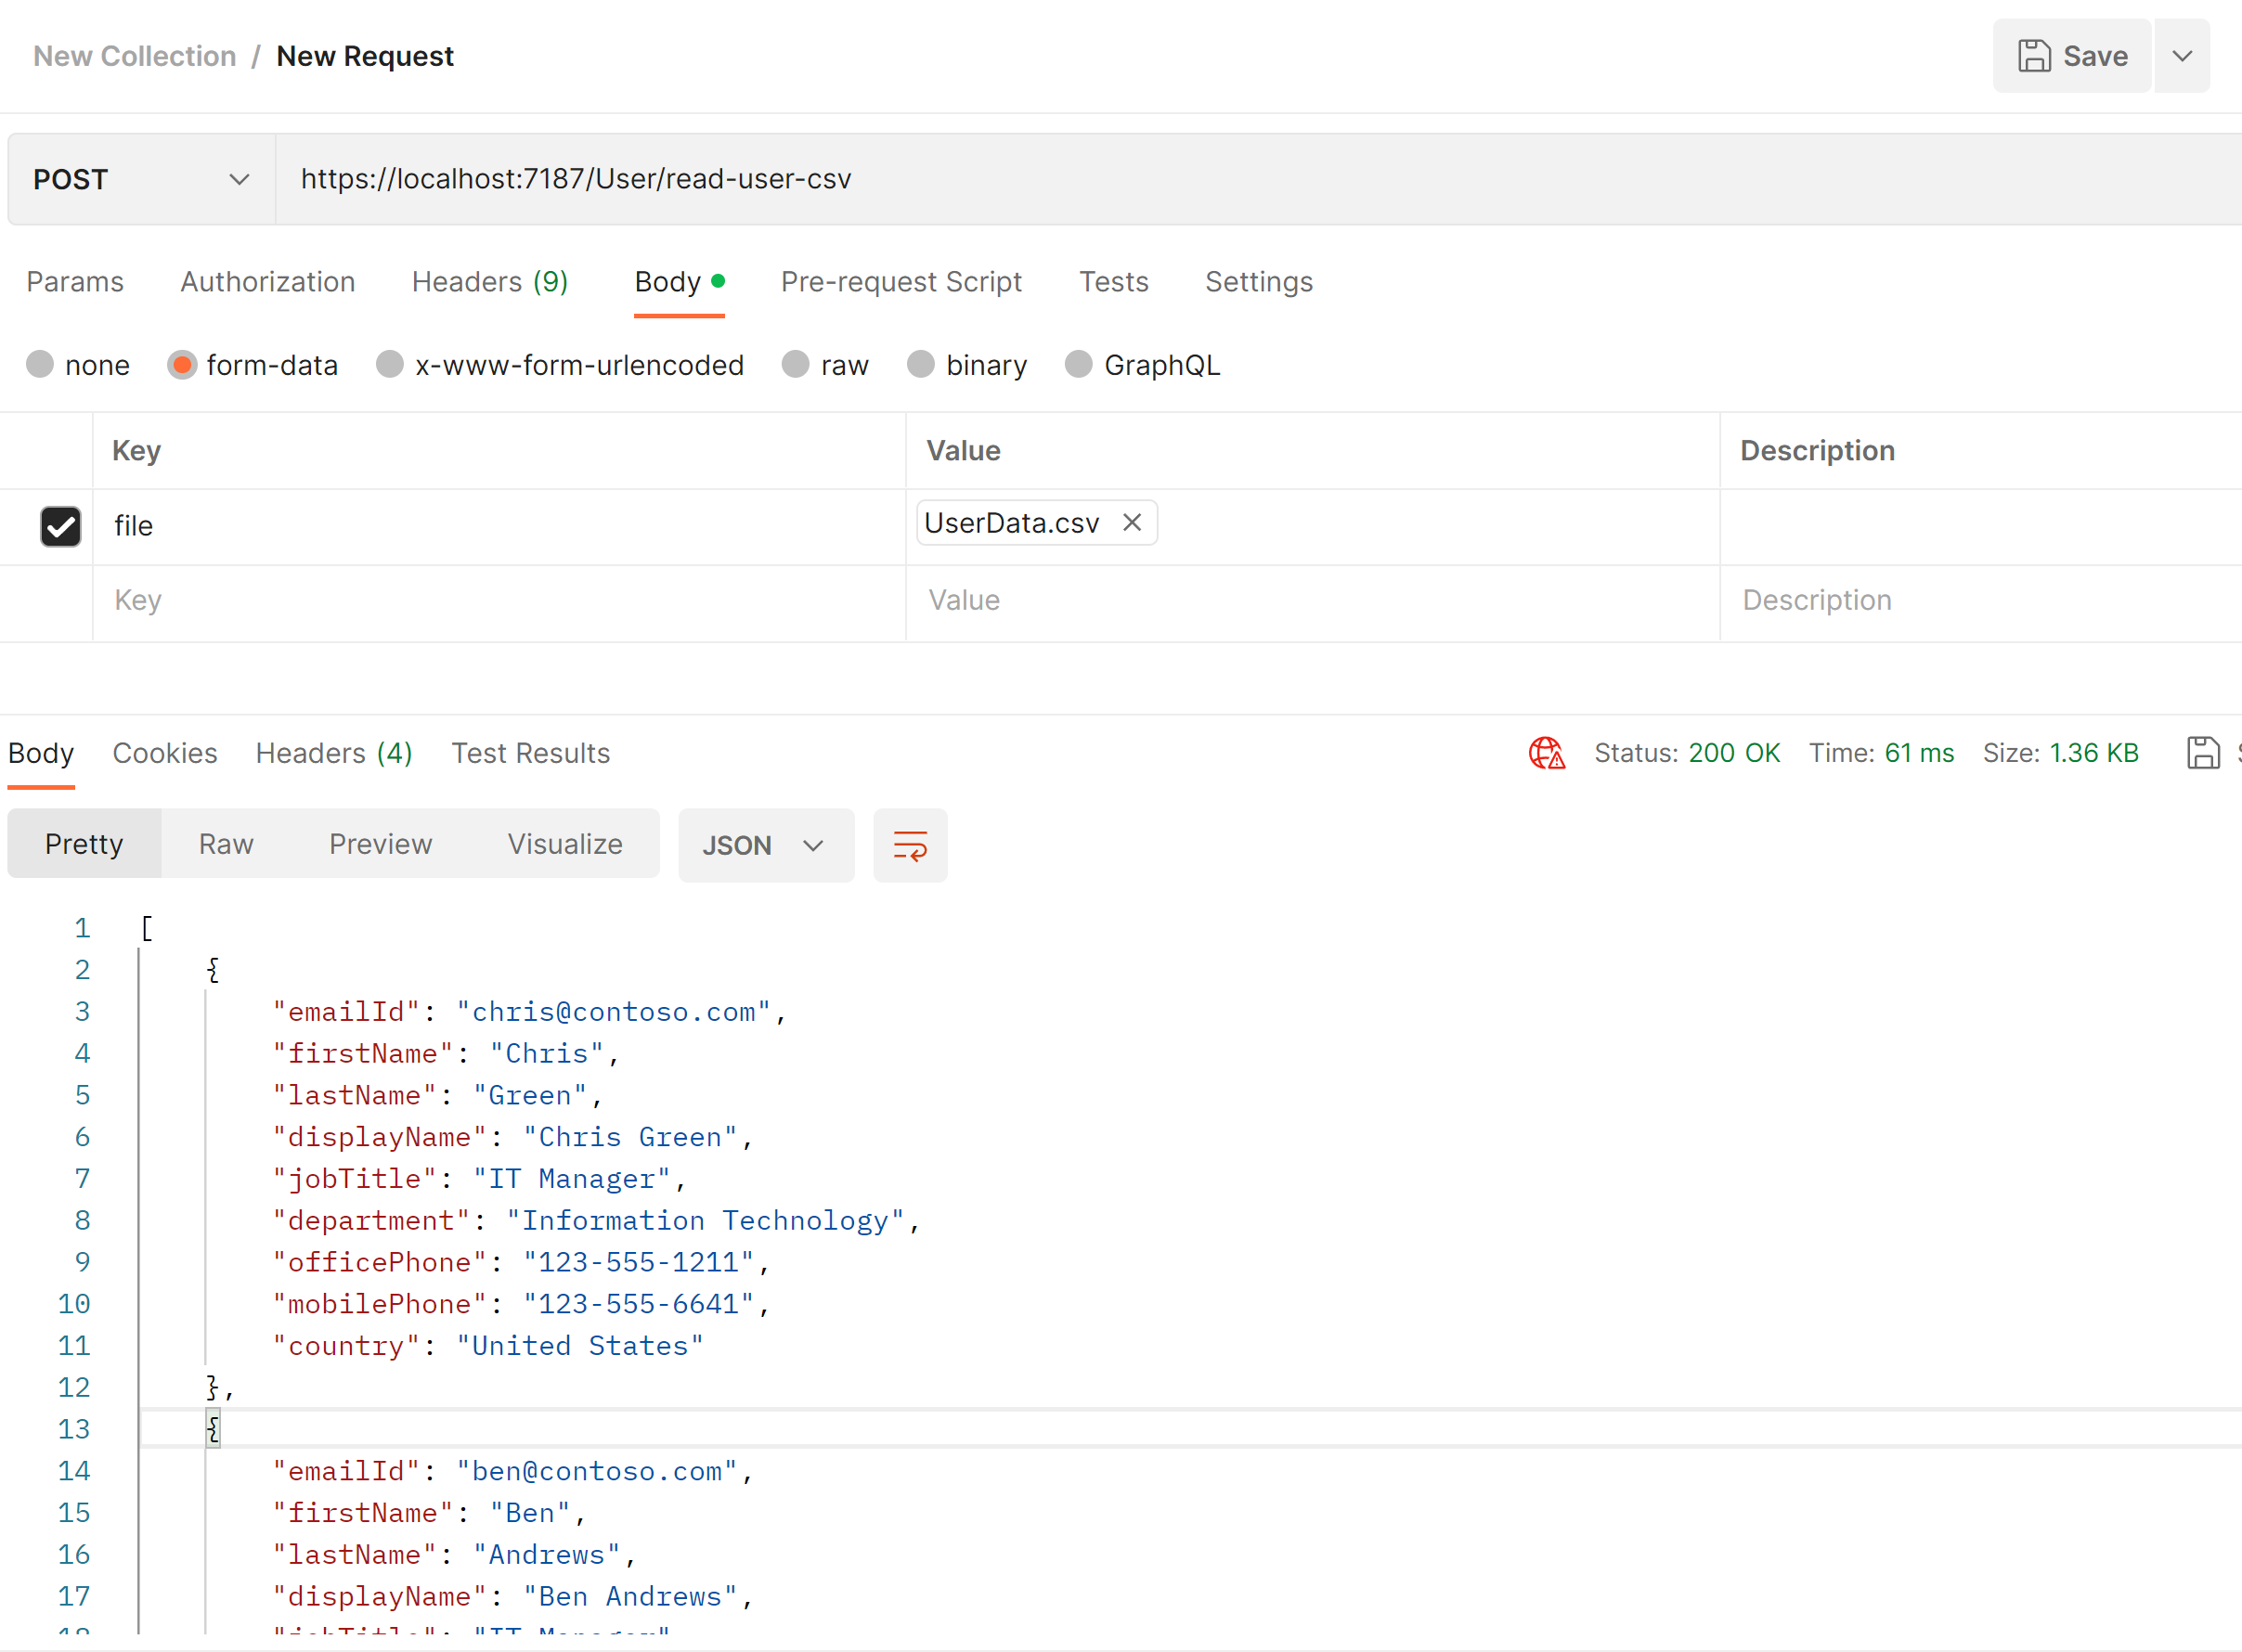 New Collection / New Request
Save
POST
https://localhost:7187/User/read-user-csv
Params Authorization Headers (9) Body Pre-request Script Tests Settings
none form-data x-www-form-urlencoded raw binary GraphQL
Key Value Description
file UserData.csv
Key Value Description
Body Cookies Headers (4) Test Results Status: 200 OK Time: 61 ms Size: 1.36 KB
Pretty Raw Preview Visualize JSON
1 [
2 {
3 "emailId": "chris@contoso.com",
4 "firstName": "Chris",
5 "lastName": "Green",
6 "displayName": "Chris Green",
7 "jobTitle": "IT Manager",
8 "department": "Information Technology",
9 "officePhone": "123-555-1211",
10 "mobilePhone": "123-555-6641",
11 "country": "United States"
12 },
13 {
14 "emailId": "ben@contoso.com",
15 "firstName": "Ben",
16 "lastName": "Andrews",
17 "displayName": "Ben Andrews",
18 "jobTitle": "IT Manager"